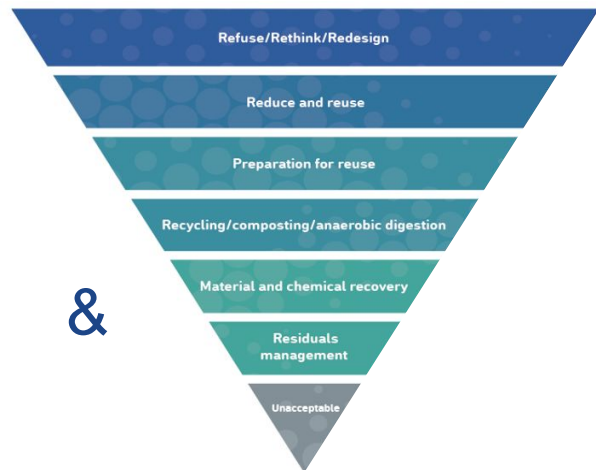 Refuse/Rethink/Redesign
Reduce and reuse
Preparation for reuse
Recycling/composting/anaerobic digestion
Material and chemical recovery
&
Residuals
management
Unacceptable